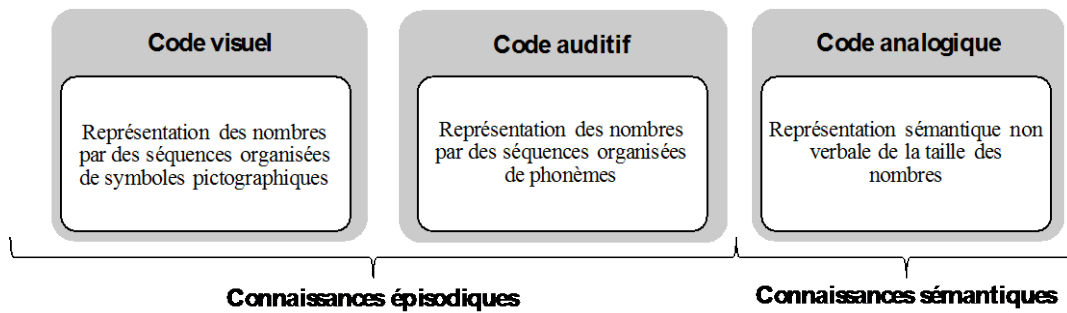 Code visuel
Représentation des nombres
par des séquences organisées
de symboles pictographiques
Code auditif
Représentation des nombres
par des séquences organisées
de phonèmes
Code analogique
Représentation sémantique non
verbale de la taille des
nombres
Connaissances épisodiques
Connaissances sémantiques